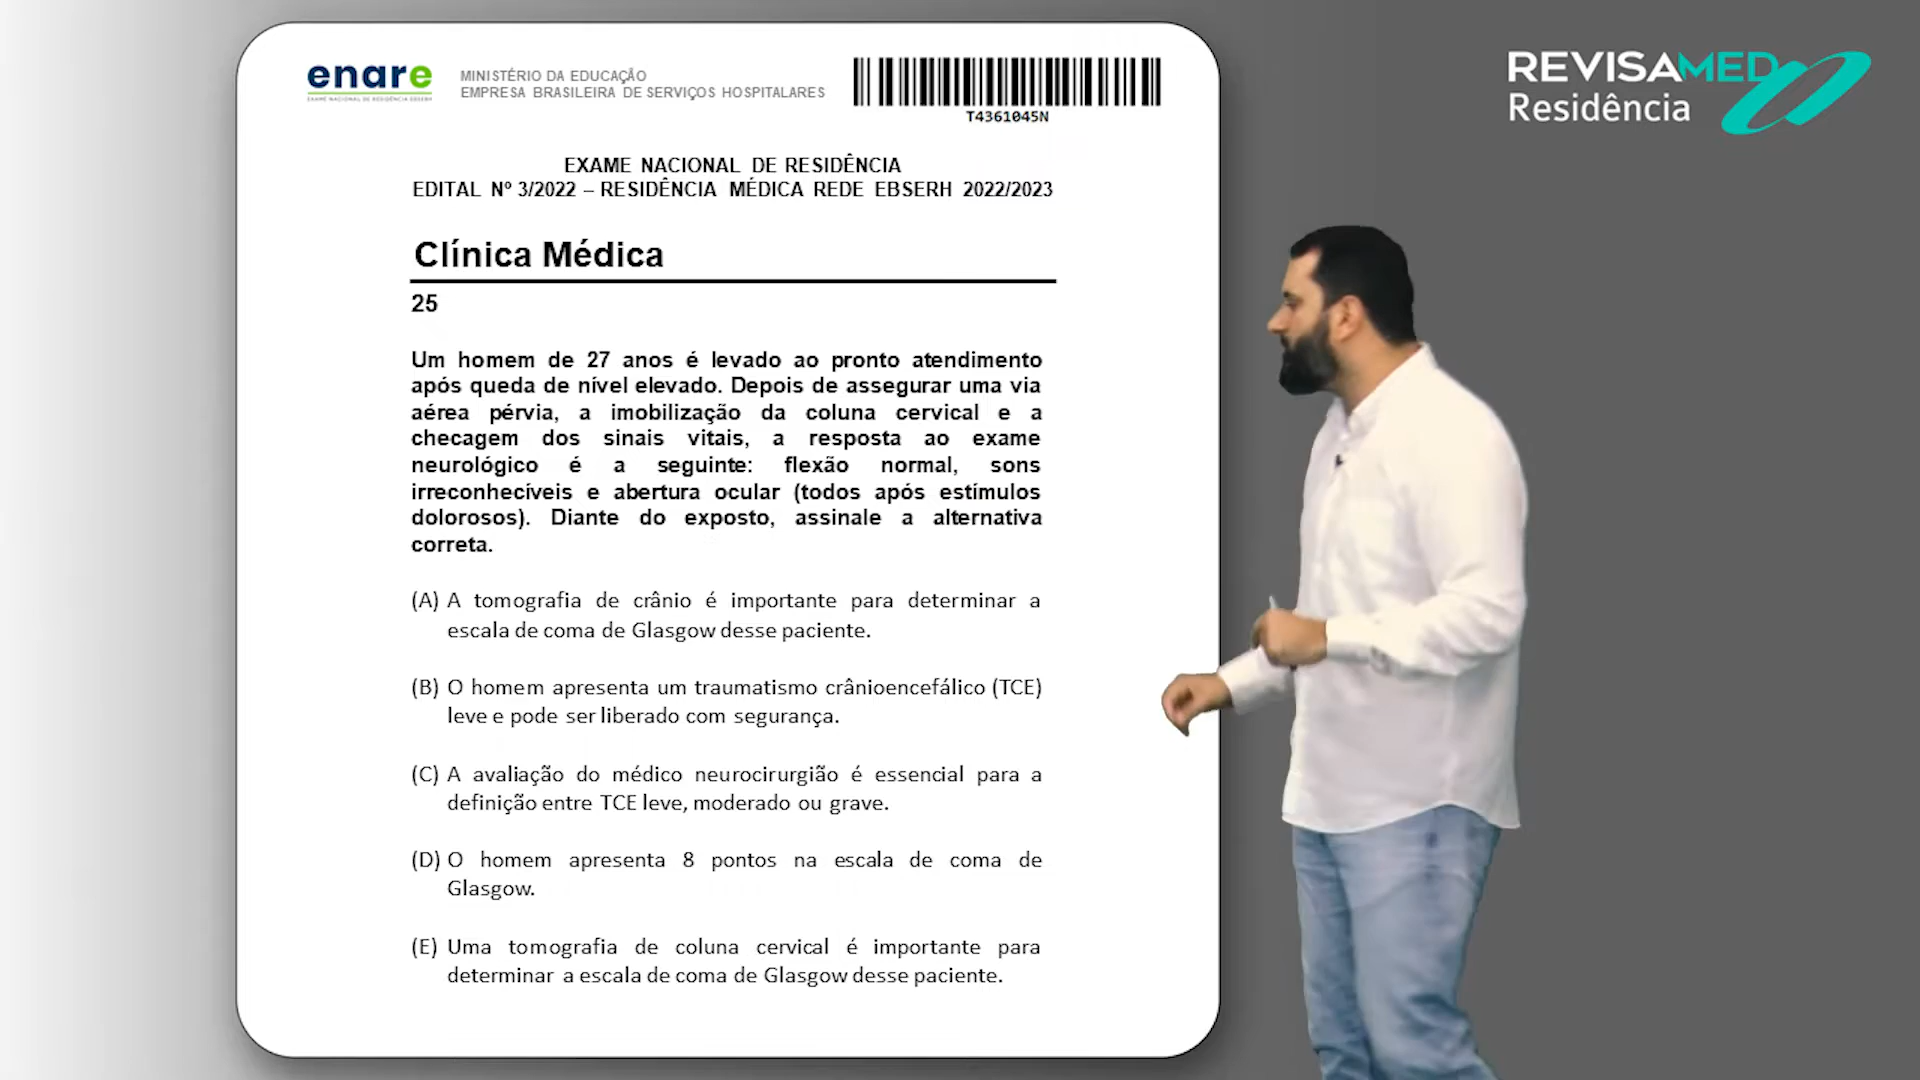 enare
MINISTÉRIO DA EDUCAÇÃO
EMPRESA BRASILEIRA DE SERVIÇOS HOSPITALARES
EXAME NACIONAL DE RESIDÊNCIA EBSERH
T4361045N
REVISAMED
Residência
EXAME NACIONAL DE RESIDÊNCIA
EDITAL Nº 3/2022 – RESIDÊNCIA MÉDICA REDE EBSERH 2022/2023
Clínica Médica
25
Um homem de 27 anos é levado ao pronto atendimento
após queda de nível elevado. Depois de assegurar uma via
aérea pérvia, a imobilização da coluna cervical e a
checagem dos sinais vitais, a resposta ao exame
neurológico é a seguinte: flexão normal, sons
irreconhecíveis e abertura ocular (todos após estímulos
dolorosos). Diante do exposto, assinale a alternativa
correta.
(A) A tomografia de crânio é importante para determinar a
escala de coma de Glasgow desse paciente.
(B) O homem apresenta um traumatismo crânioencefálico (TCE)
leve e pode ser liberado com segurança.
(C) A avaliação do médico neurocirurgião é essencial para a
definição entre TCE leve, moderado ou grave.
(D) O homem apresenta 8 pontos na escala de coma de
Glasgow.
(E) Uma tomografia de coluna cervical é importante para
determinar a escala de coma de Glasgow desse paciente.